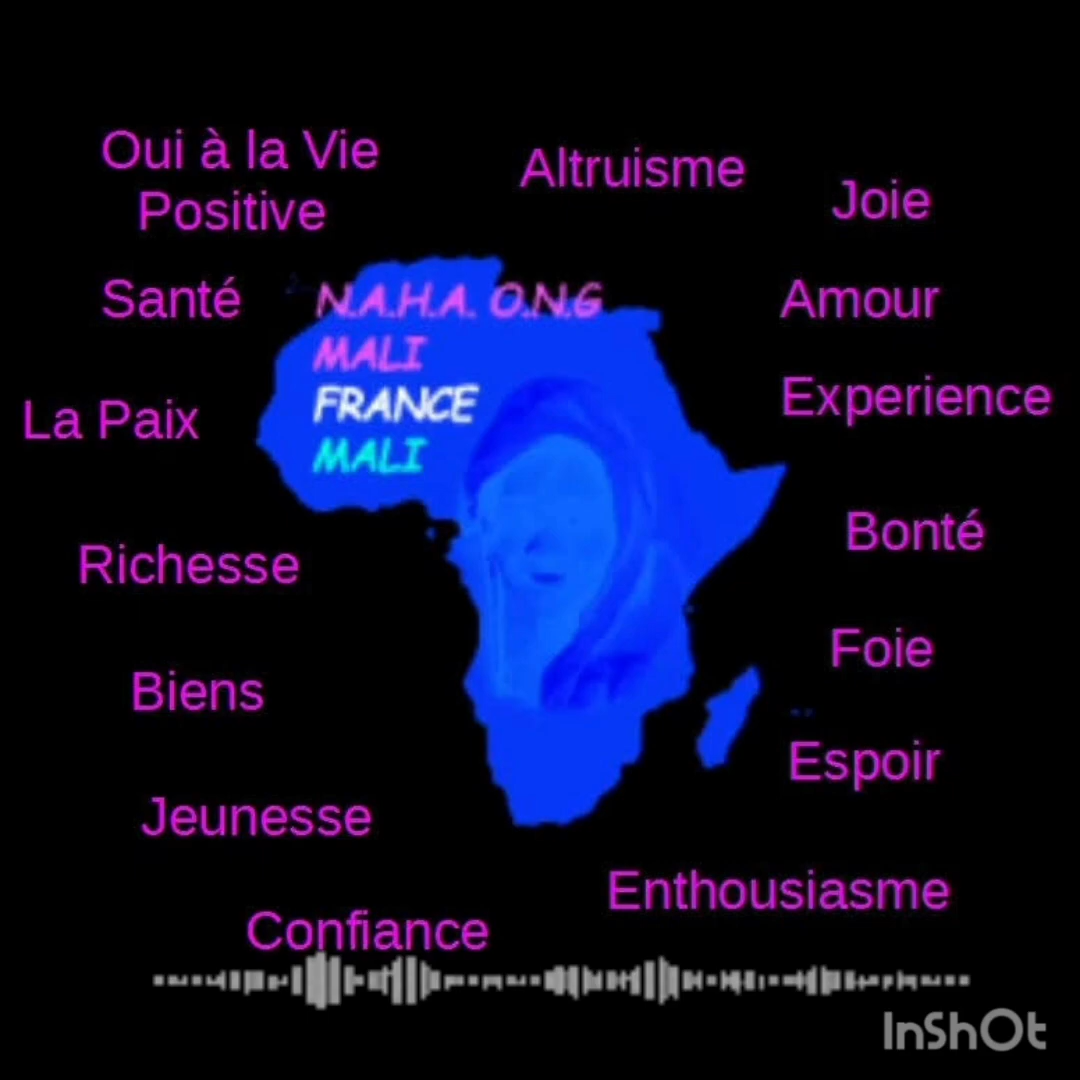 Oui à la Vie
Positive
Altruisme
Joie
Santé
N.A.H.A. O.N.G
Amour
MALI
FRANCE
Experience
La Paix
MALI
Bonté
Richesse
Foie
Biens
Espoir
Jeunesse
Enthousiasme
Confiance
InShOt